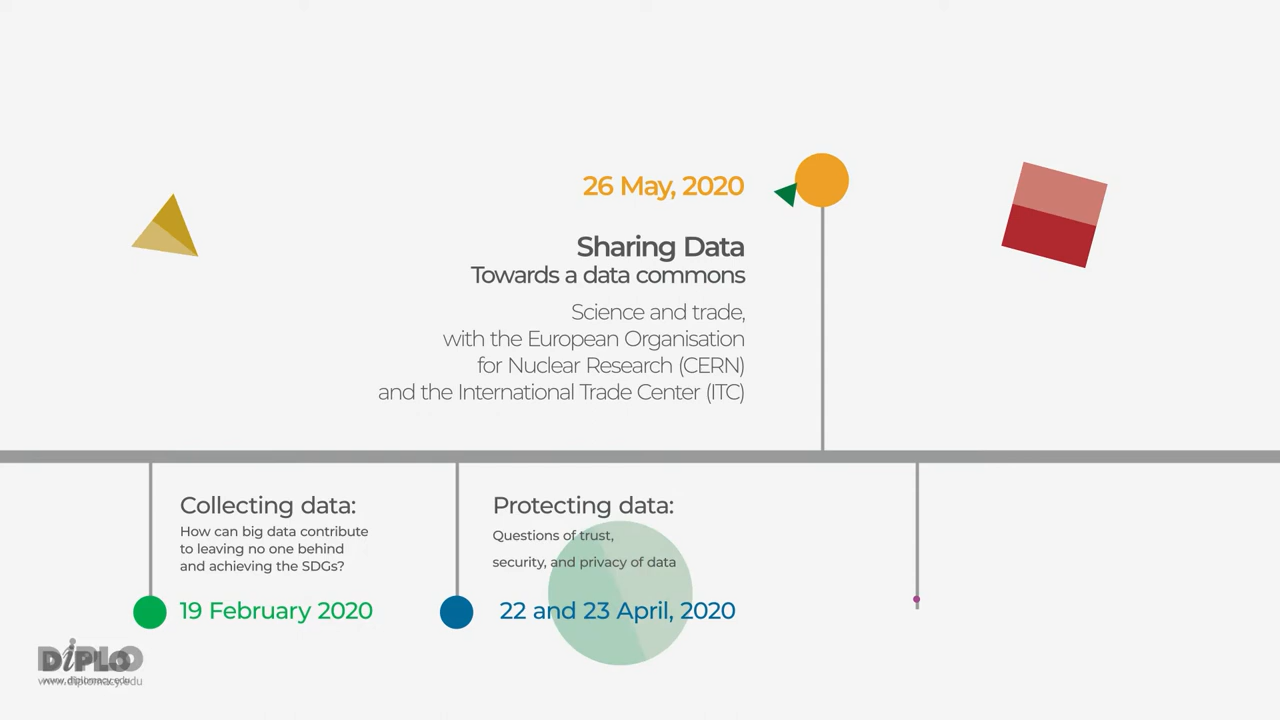 26 May, 2020
Sharing Data
Towards a data commons
Science and trade,
with the European Organisation
for Nuclear Research (CERN)
and the International Trade Center (ITC)
Collecting data:
How can big data contribute
to leaving no one behind
and achieving the SDGs?
19 February 2020
Protecting data:
Questions of trust,
security, and privacy of data
22 and 23 April, 2020
DiPLO
www.diplomacy.edu